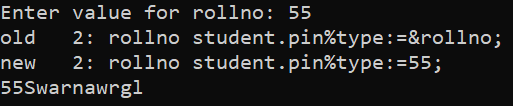 Enter value for rollno: 55
old   2: rollno student.pin%type:=&rollno;
new   2: rollno student.pin%type:=55;
55Swarnawrgl